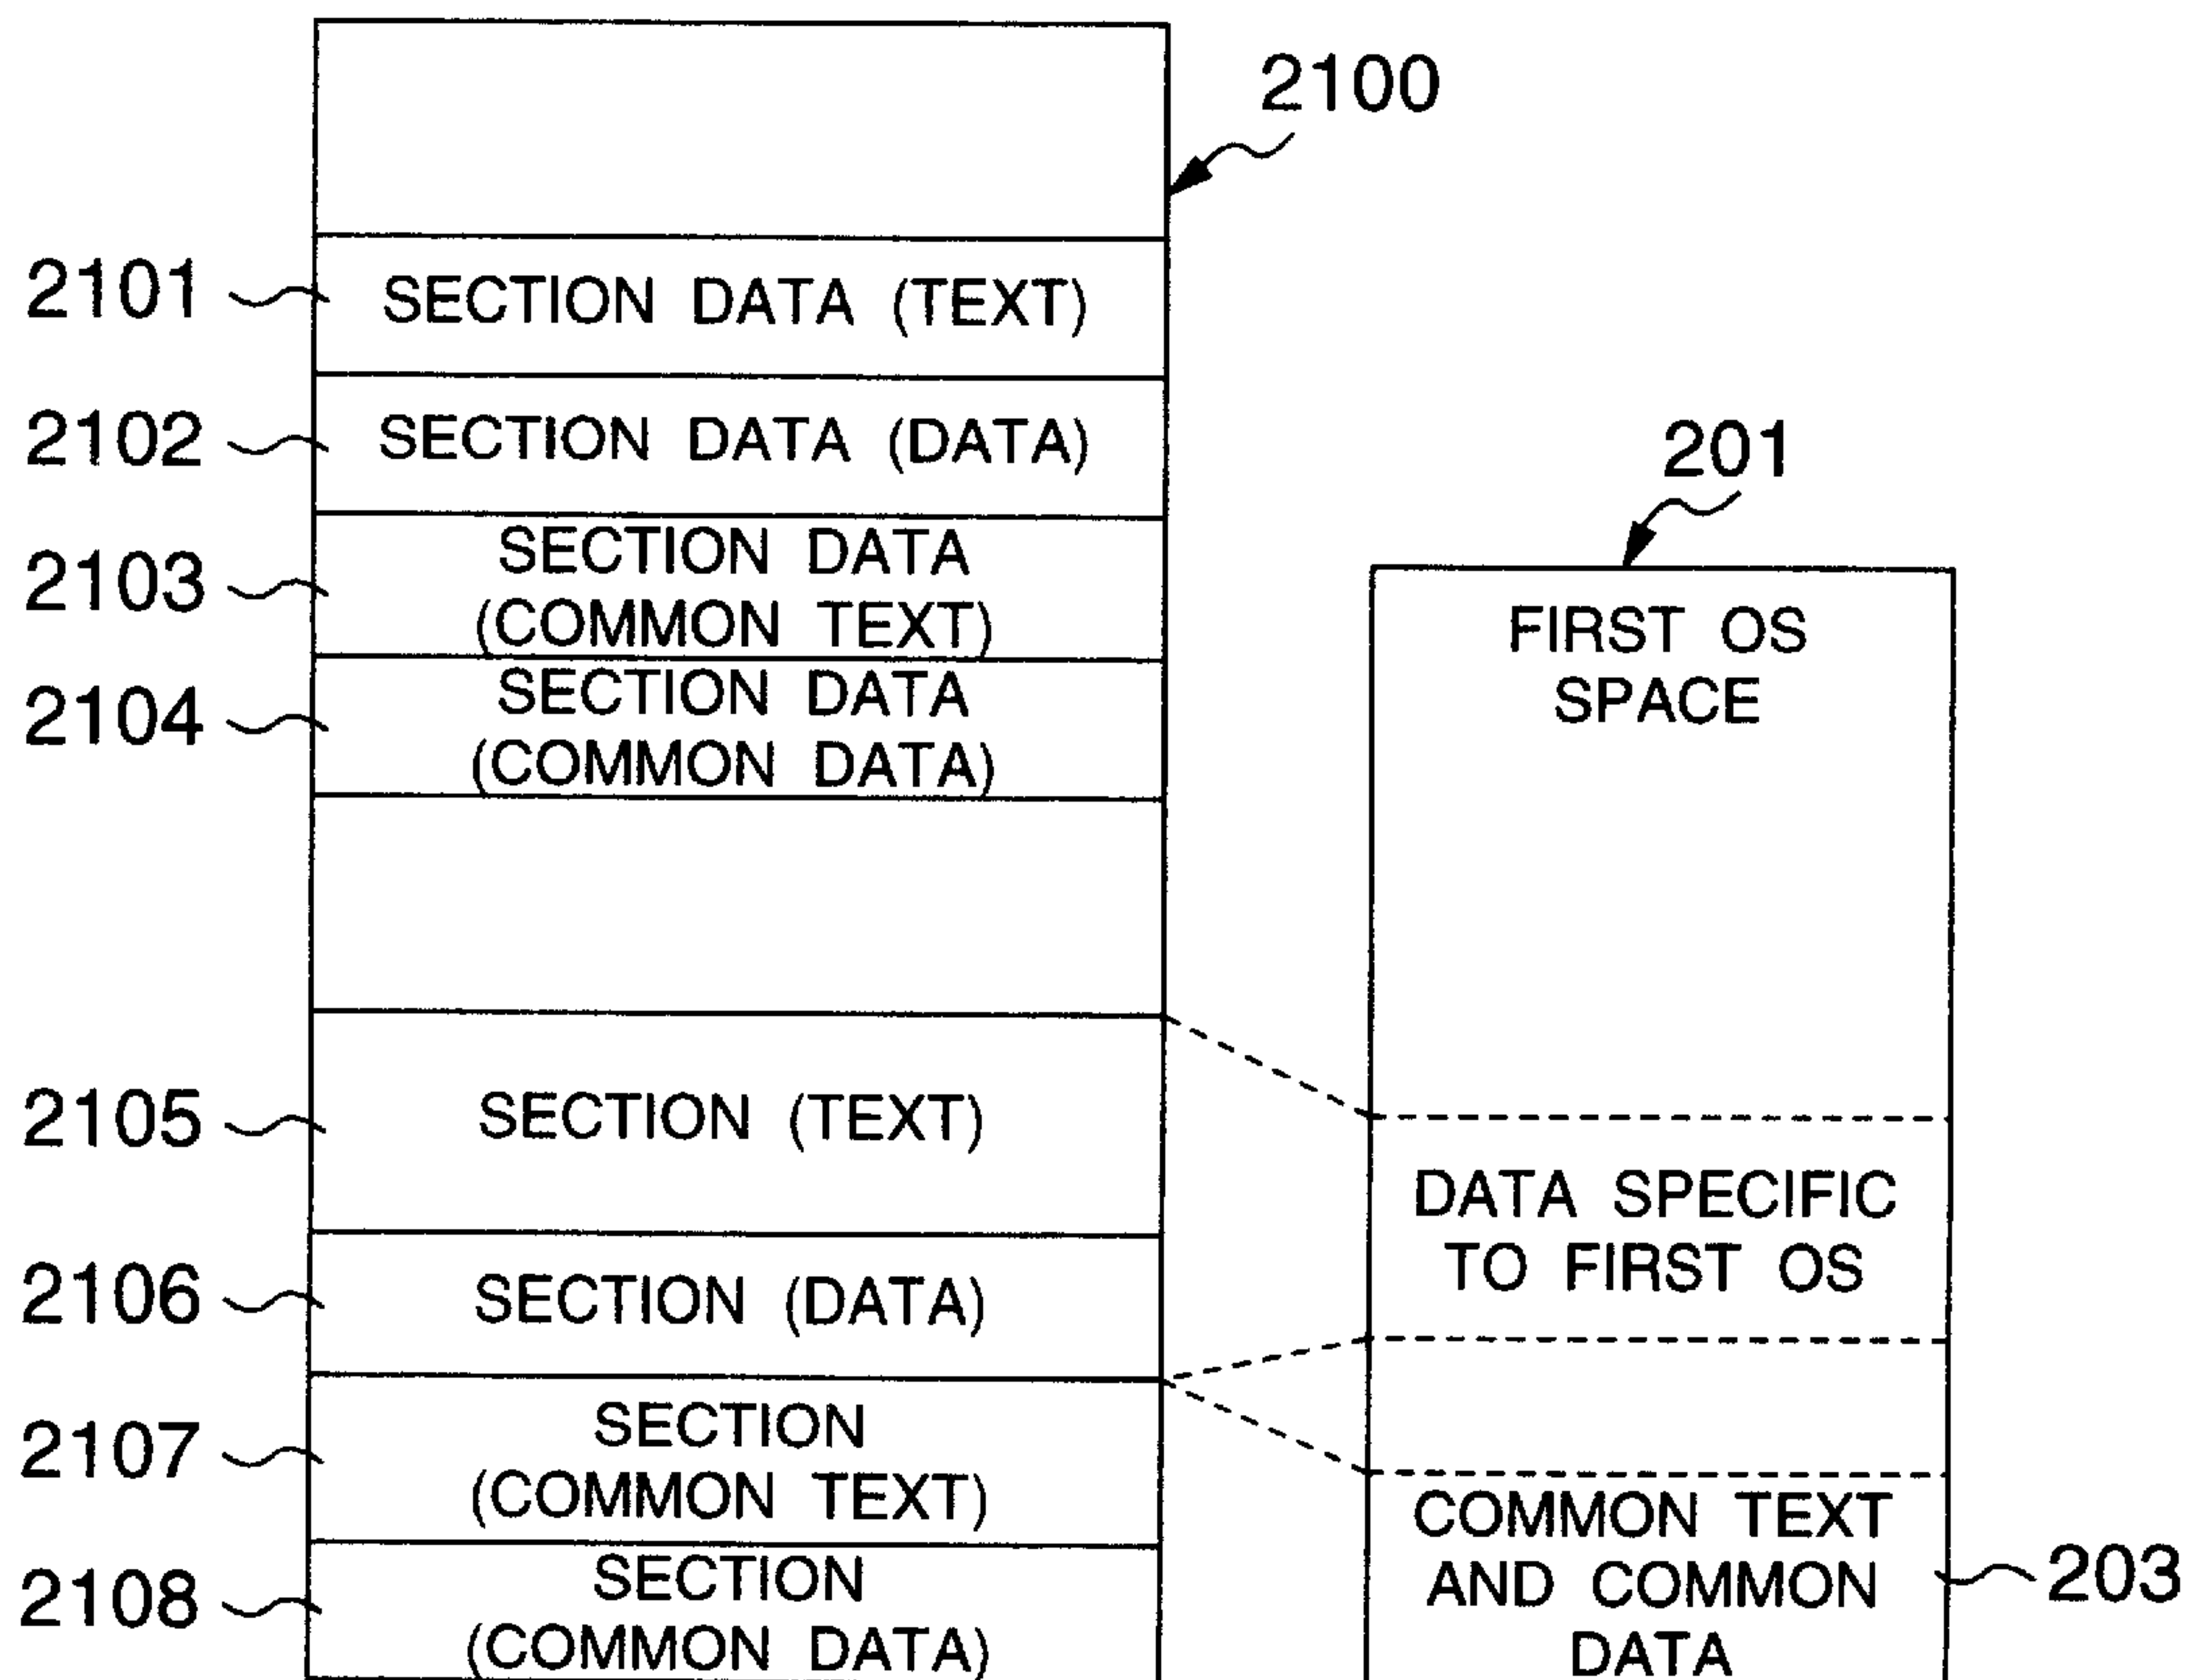 2100
2101
SECTION DATA (TEXT)
2102
SECTION DATA (DATA)
2103
SECTION DATA
(COMMON TEXT)
2104
SECTION DATA
(COMMON DATA)
2105
SECTION (TEXT)
2106
SECTION (DATA)
2107
SECTION
(COMMON TEXT)
2108
SECTION
(COMMON DATA)
201
FIRST OS
SPACE
DATA SPECIFIC
TO FIRST OS
COMMON TEXT
AND COMMON
DATA
203